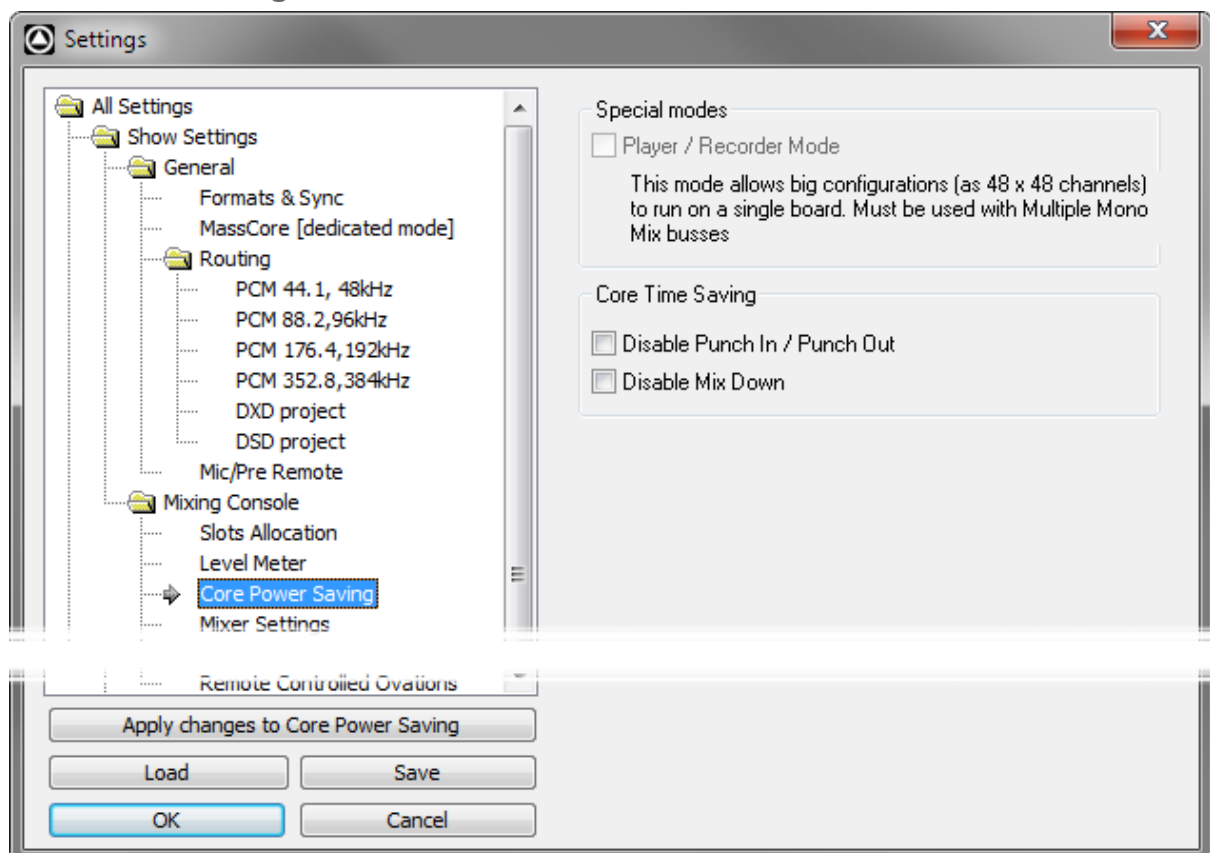 Settings
All Settings
Show Settings
General
Formats & Sync
MassCore [dedicated mode]
Routing
PCM 44.1, 48kHz
PCM 88.2,96kHz
PCM 176.4,192kHz
PCM 352.8,384kHz
DXD project
DSD project
Mic/Pre Remote
Mixing Console
Slots Allocation
Level Meter
Core Power Saving
Mixer Settings
Remote Controlled Ovations
Apply changes to Core Power Saving
Load
Save
OK
Cancel
Special modes
Player / Recorder Mode
This mode allows big configurations (as 48 x 48 channels)
to run on a single board. Must be used with Multiple Mono
Mix busses
Core Time Saving
Disable Punch In / Punch Out
Disable Mix Down